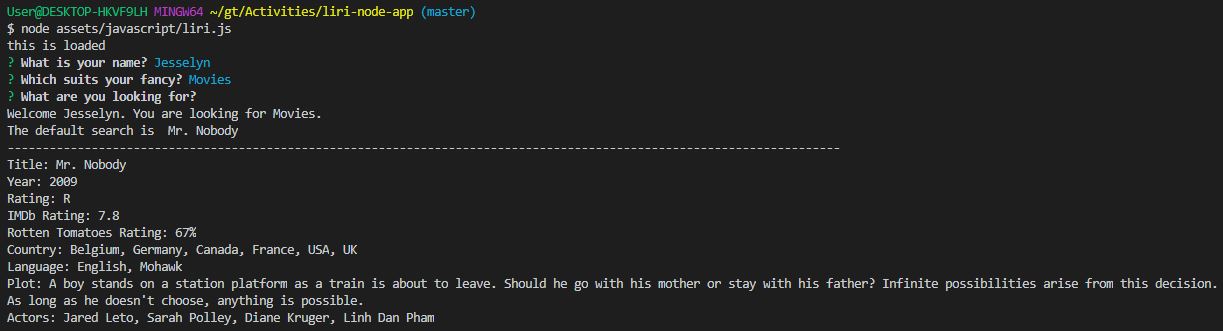 User@DESKTOP-HKVF9LH MINGW64 ~/gt/Activities/liri-node-app (master)
$ node assets/javascript/liri.js
this is loaded
? What is your name? Jesselyn
? Which suits your fancy? Movies
? What are you looking for?
Welcome Jesselyn. You are looking for Movies.
The default search is  Mr. Nobody
-----------------------------------------------------------------------------------------------------------------------
Title: Mr. Nobody
Year: 2009
Rating: R
IMDb Rating: 7.8
Rotten Tomatoes Rating: 67%
Country: Belgium, Germany, Canada, France, USA, UK
Language: English, Mohawk
Plot: A boy stands on a station platform as a train is about to leave. Should he go with his mother or stay with his father? Infinite possibilities arise from this decision.
As long as he doesn't choose, anything is possible.
Actors: Jared Leto, Sarah Polley, Diane Kruger, Linh Dan Pham